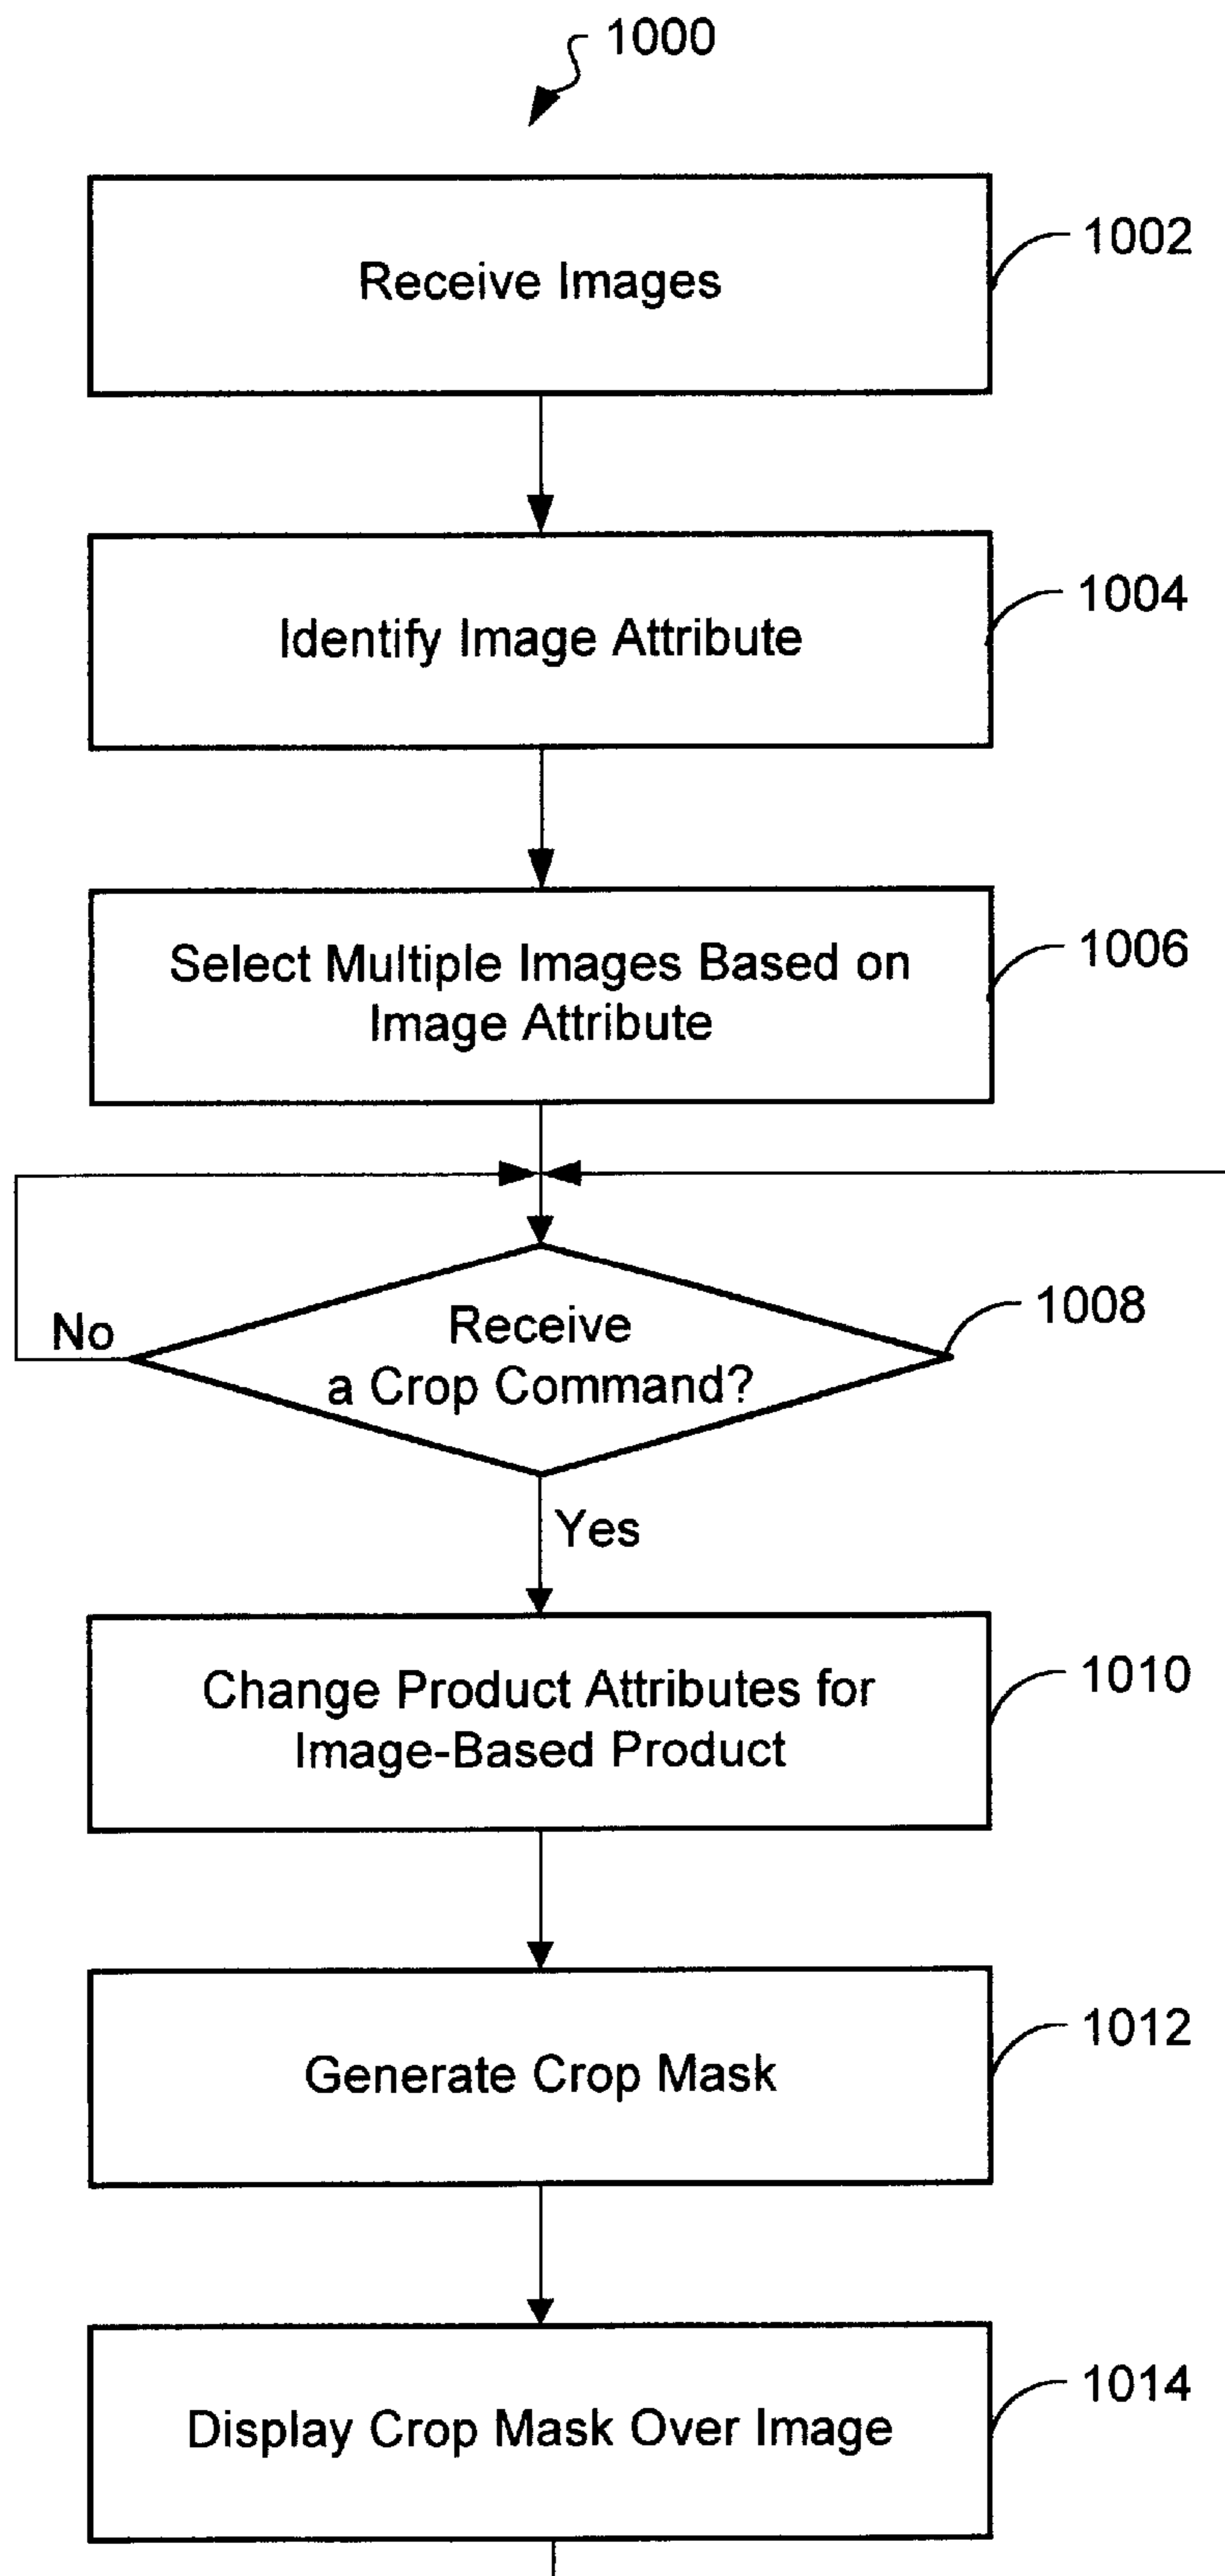 1000
Receive Images
1002
Identify Image Attribute
1004
Select Multiple Images Based on
Image Attribute
1006
Receive
a Crop Command?
1008
No
Yes
Change Product Attributes for
Image-Based Product
1010
Generate Crop Mask
1012
Display Crop Mask Over Image
1014